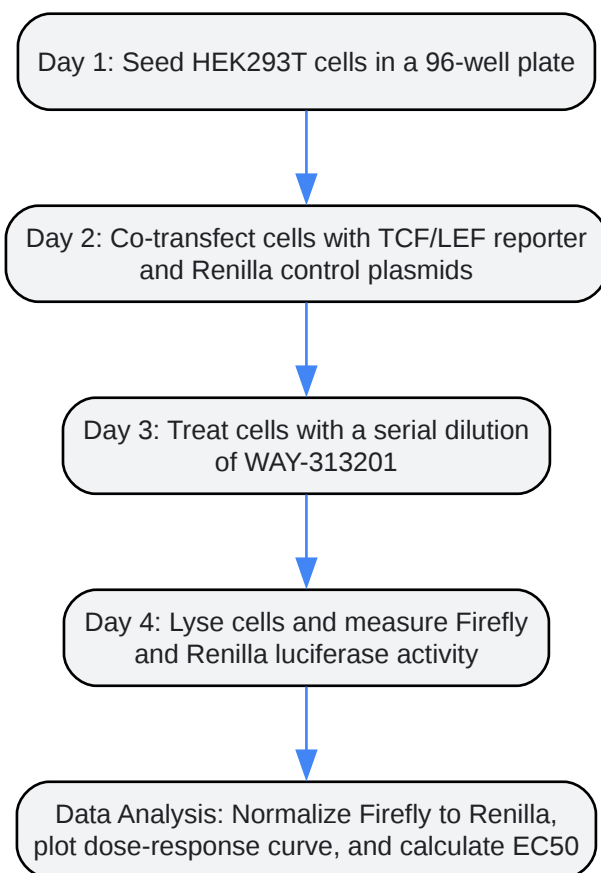 Day 1: Seed HEK293T cells in a 96-well plate
Day 2: Co-transfect cells with TCF/LEF reporter
and Renilla control plasmids
Day 3: Treat cells with a serial dilution
of WAY-313201
Day 4: Lyse cells and measure Firefly
and Renilla luciferase activity
Data Analysis: Normalize Firefly to Renilla,
plot dose-response curve, and calculate EC50